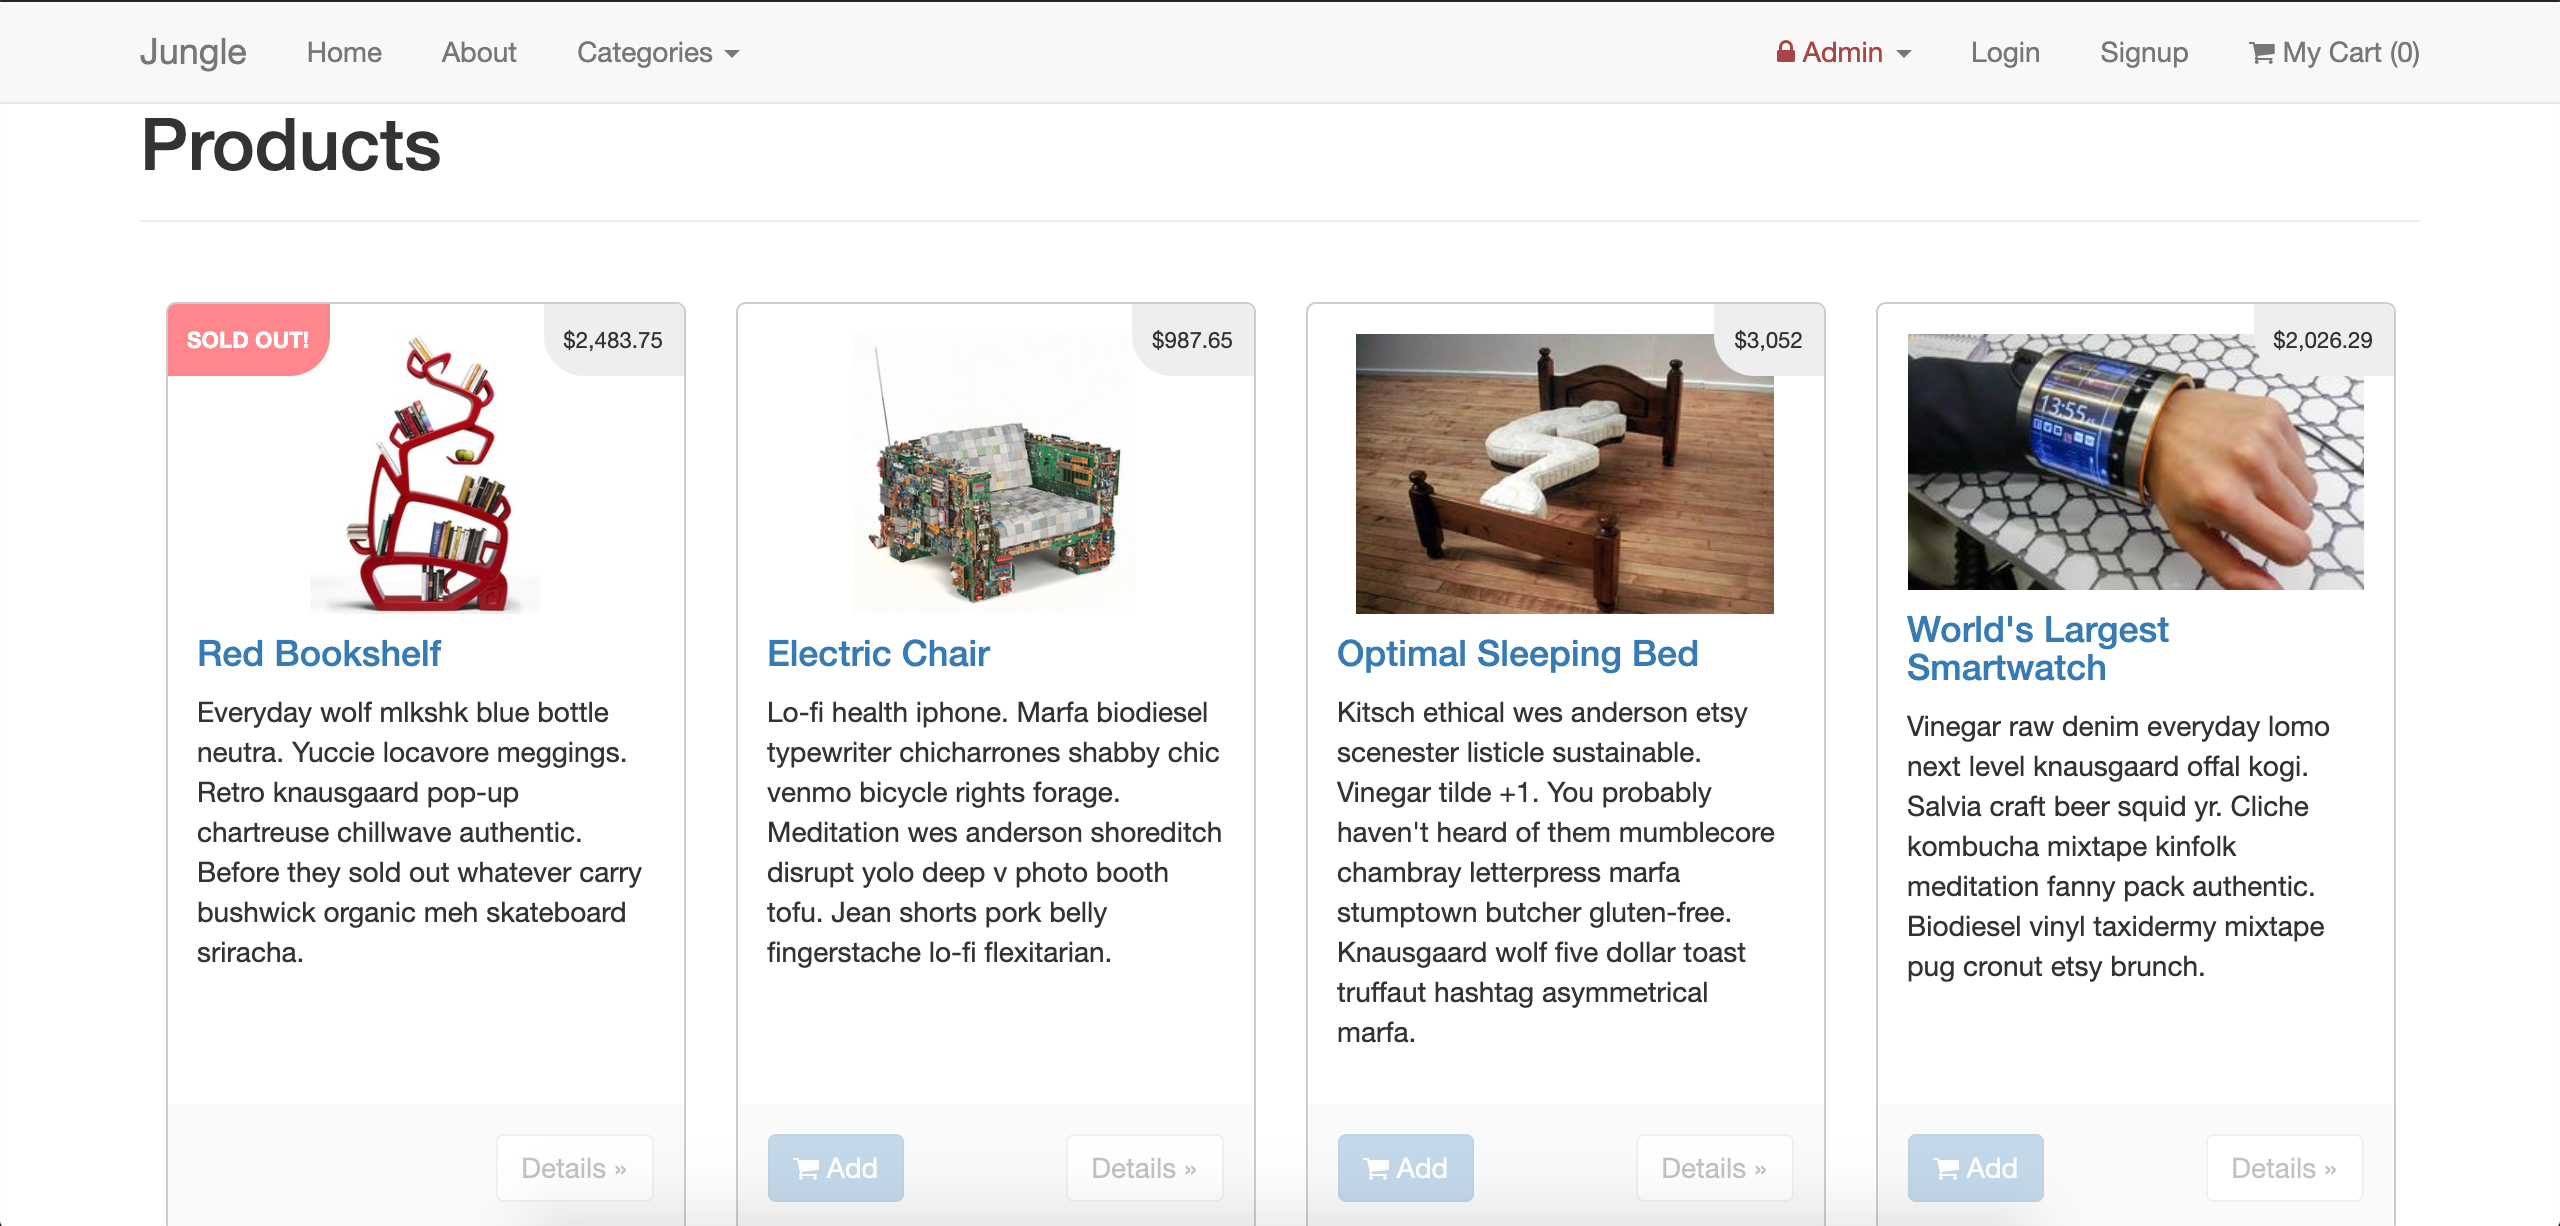 Jungle Home About Categories Admin Login Signup My Cart (0)
Products
SOLD OUT! $2,483.75
Red Bookshelf
Everyday wolf mlkshk blue bottle
neutra. Yuccie locavore meggings.
Retro knausgaard pop-up
chartreuse chillwave authentic.
Before they sold out whatever carry
bushwick organic meh skateboard
sriracha.
Details »
$987.65
Electric Chair
Lo-fi health iphone. Marfa biodiesel
typewriter chicharrones shabby chic
venmo bicycle rights forage.
Meditation wes anderson shoreditch
disrupt yolo deep v photo booth
tofu. Jean shorts pork belly
fingerstache lo-fi flexitarian.
Add Details »
$3,052
Optimal Sleeping Bed
Kitsch ethical wes anderson etsy
scenester listicle sustainable.
Vinegar tilde +1. You probably
haven't heard of them mumblecore
chambray letterpress marfa
stumptown butcher gluten-free.
Knausgaard wolf five dollar toast
truffaut hashtag asymmetrical
marfa.
Add Details »
$2,026.29
13:55
World's Largest
Smartwatch
Vinegar raw denim everyday lomo
next level knausgaard offal kogi.
Salvia craft beer squid yr. Cliche
kombucha mixtape kinfolk
meditation fanny pack authentic.
Biodiesel vinyl taxidermy mixtape
pug cronut etsy brunch.
Add Details »